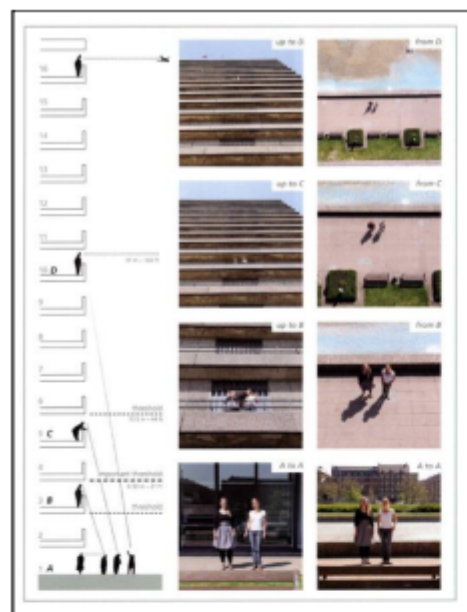 up to D
from D
16
15
14
13
12
11
10 D
up to C
from C
9
8
7
6
threshold
5 C
up to B
from B
4
important threshold
3 B
threshold
2
1 A
A to A
A to A